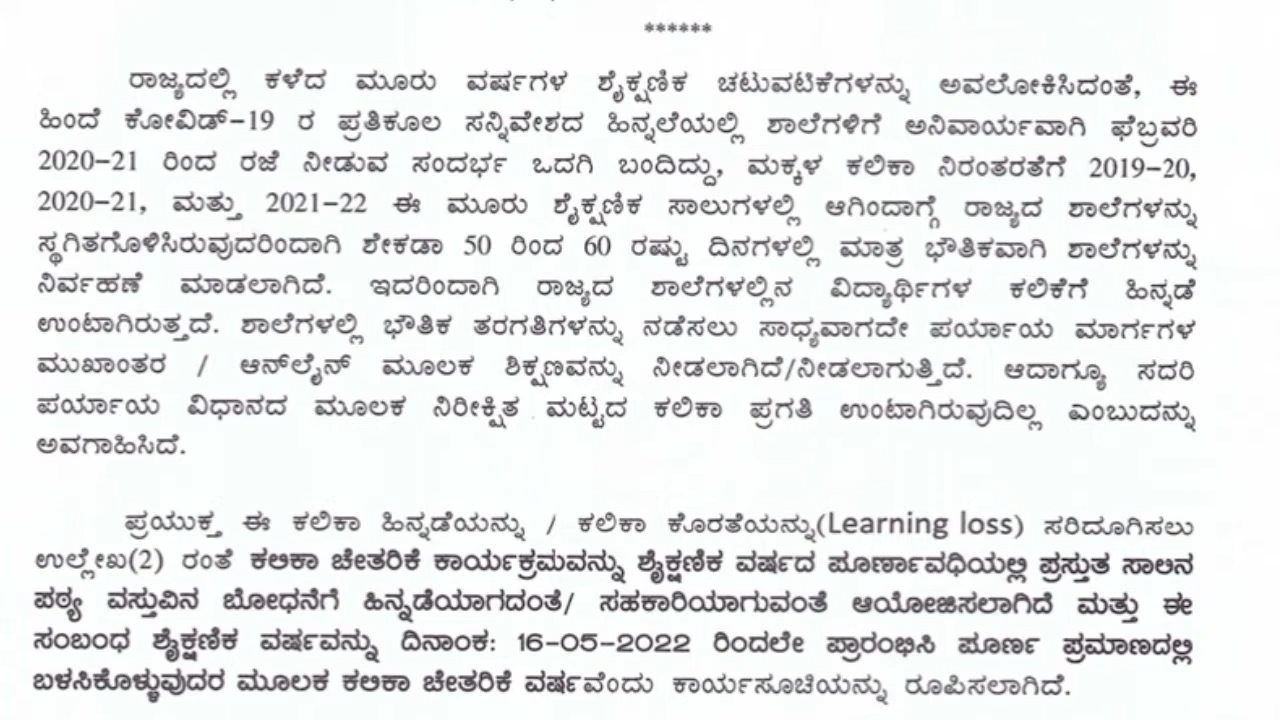 ******
ರಾಜ್ಯದಲ್ಲಿ ಕಳೆದ ಮೂರು ವರ್ಷಗಳ ಶೈಕ್ಷಣಿಕ ಚಟುವಟಿಕೆಗಳನ್ನು ಅವಲೋಕಿಸಿದಂತೆ, ಈ
ಹಿಂದೆ ಕೋವಿಡ್–19 ರ ಪ್ರತಿಕೂಲ ಸನ್ನಿವೇಶದ ಹಿನ್ನಲೆಯಲ್ಲಿ ಶಾಲೆಗಳಿಗೆ ಅನಿವಾರ್ಯವಾಗಿ ಫೆಬ್ರವರಿ
2020–21 ರಿಂದ ರಜೆ ನೀಡುವ ಸಂದರ್ಭ ಒದಗಿ ಬಂದಿದ್ದು, ಮಕ್ಕಳ ಕಲಿಕಾ ನಿರಂತರತೆಗೆ 2019–20,
2020–21, ಮತ್ತು 2021–22 ಈ ಮೂರು ಶೈಕ್ಷಣಿಕ ಸಾಲುಗಳಲ್ಲಿ ಆಗಿಂದಾಗ್ಗೆ ರಾಜ್ಯದ ಶಾಲೆಗಳನ್ನು
ಸ್ಥಗಿತಗೊಳಿಸಿರುವುದರಿಂದಾಗಿ ಶೇಕಡಾ 50 ರಿಂದ 60 ರಷ್ಟು ದಿನಗಳಲ್ಲಿ ಮಾತ್ರ ಭೌತಿಕವಾಗಿ ಶಾಲೆಗಳನ್ನು
ನಿರ್ವಹಣೆ ಮಾಡಲಾಗಿದೆ. ಇದರಿಂದಾಗಿ ರಾಜ್ಯದ ಶಾಲೆಗಳಲ್ಲಿನ ವಿದ್ಯಾರ್ಥಿಗಳ ಕಲಿಕೆಗೆ ಹಿನ್ನಡೆ
ಉಂಟಾಗಿರುತ್ತದೆ. ಶಾಲೆಗಳಲ್ಲಿ ಭೌತಿಕ ತರಗತಿಗಳನ್ನು ನಡೆಸಲು ಸಾಧ್ಯವಾಗದೇ ಪರ್ಯಾಯ ಮಾರ್ಗಗಳ
ಮುಖಾಂತರ / ಆನ್‌ಲೈನ್ ಮೂಲಕ ಶಿಕ್ಷಣವನ್ನು ನೀಡಲಾಗಿದೆ/ನೀಡಲಾಗುತ್ತಿದೆ. ಆದಾಗ್ಯೂ ಸದರಿ
ಪರ್ಯಾಯ ವಿಧಾನದ ಮೂಲಕ ನಿರೀಕ್ಷಿತ ಮಟ್ಟದ ಕಲಿಕಾ ಪ್ರಗತಿ ಉಂಟಾಗಿರುವುದಿಲ್ಲ ಎಂಬುದನ್ನು
ಅವಗಾಹಿಸಿದೆ.
ಪ್ರಯುಕ್ತ ಈ ಕಲಿಕಾ ಹಿನ್ನಡೆಯನ್ನು / ಕಲಿಕಾ ಕೊರತೆಯನ್ನು(Learning loss) ಸರಿದೂಗಿಸಲು
ಉಲ್ಲೇಖ(2) ರಂತೆ ಕಲಿಕಾ ಚೇತರಿಕೆ ಕಾರ್ಯಕ್ರಮವನ್ನು ಶೈಕ್ಷಣಿಕ ವರ್ಷದ ಪೂರ್ಣಾವಧಿಯಲ್ಲಿ ಪ್ರಸ್ತುತ ಸಾಲಿನ
ಪಠ್ಯ ವಸ್ತುವಿನ ಬೋಧನೆಗೆ ಹಿನ್ನಡೆಯಾಗದಂತೆ/ ಸಹಕಾರಿಯಾಗುವಂತೆ ಆಯೋಜಿಸಲಾಗಿದೆ ಮತ್ತು ಈ
ಸಂಬಂಧ ಶೈಕ್ಷಣಿಕ ವರ್ಷವನ್ನು ದಿನಾಂಕ: 16–05–2022 ರಿಂದಲೇ ಪ್ರಾರಂಭಿಸಿ ಪೂರ್ಣ ಪ್ರಮಾಣದಲ್ಲಿ
ಬಳಸಿಕೊಳ್ಳುವುದರ ಮೂಲಕ ಕಲಿಕಾ ಚೇತರಿಕೆ ವರ್ಷವೆಂದು ಕಾರ್ಯಸೂಚಿಯನ್ನು ರೂಪಿಸಲಾಗಿದೆ.